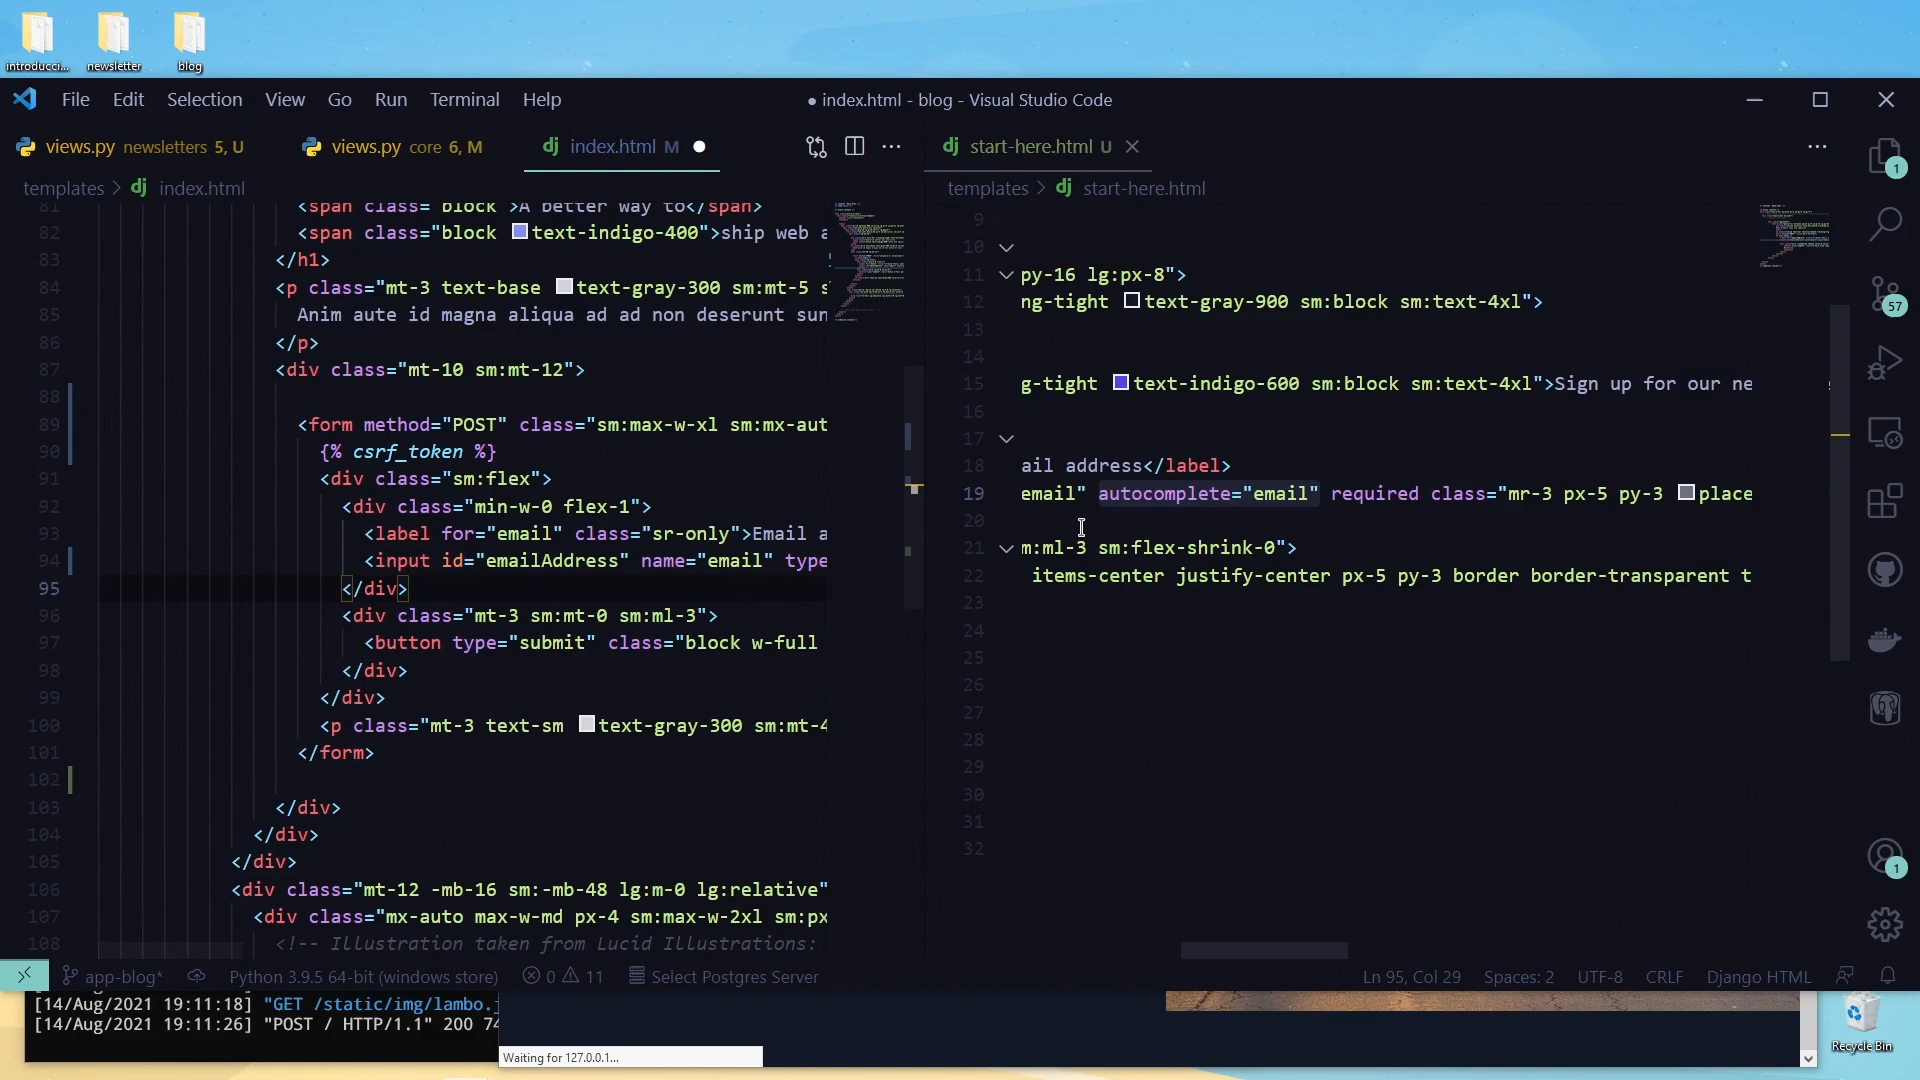 introducci...
newsletter
blog
File Edit Selection View Go Run Terminal Help
● index.html - blog - Visual Studio Code
views.py newsletters 5, U
views.py core 6, M
index.html M
start-here.html U
templates > index.html
templates > start-here.html
81 <span class="block">A better way to</span>
82 <span class="block text-indigo-400">ship web a
83 </h1>
84 <p class="mt-3 text-base text-gray-300 sm:mt-5 s
85 Anim aute id magna aliqua ad ad non deserunt sun
86 </p>
87 <div class="mt-10 sm:mt-12">
88
89 <form method="POST" class="sm:max-w-xl sm:mx-aut
90 {% csrf_token %}
91 <div class="sm:flex">
92 <div class="min-w-0 flex-1">
93 <label for="email" class="sr-only">Email a
94 <input id="emailAddress" name="email" type
95 </div>
96 <div class="mt-3 sm:mt-0 sm:ml-3">
97 <button type="submit" class="block w-full
98 </div>
99 </div>
100 <p class="mt-3 text-sm text-gray-300 sm:mt-4
101 </form>
102
103 </div>
104 </div>
105 </div>
106 <div class="mt-12 -mb-16 sm:-mb-48 lg:m-0 lg:relative"
107 <div class="mx-auto max-w-md px-4 sm:max-w-2xl sm:px
108 <!-- Illustration taken from Lucid Illustrations:
9
10
11 py-16 lg:px-8">
12 ng-tight text-gray-900 sm:block sm:text-4xl">
13
14
15 g-tight text-indigo-600 sm:block sm:text-4xl">Sign up for our ne
16
17
18 ail address</label>
19 email" autocomplete="email" required class="mr-3 px-5 py-3 place
20
21 m:ml-3 sm:flex-shrink-0">
22 items-center justify-center px-5 py-3 border border-transparent t
23
24
25
26
27
28
29
30
31
32
1
57
1
app-blog* Python 3.9.5 64-bit (windows store) 0 11 Select Postgres Server
Ln 95, Col 29 Spaces: 2 UTF-8 CRLF Django HTML
[14/Aug/2021 19:11:18] "GET /static/img/lambo.j
[14/Aug/2021 19:11:26] "POST / HTTP/1.1" 200 74
Waiting for 127.0.0.1...
Recycle Bin